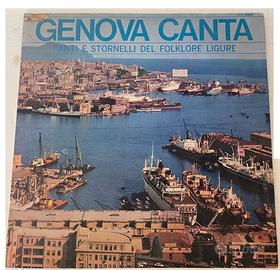 GENOVA CANTA
CANTI E STORNELLI DEL FOLKLORE LIGURE